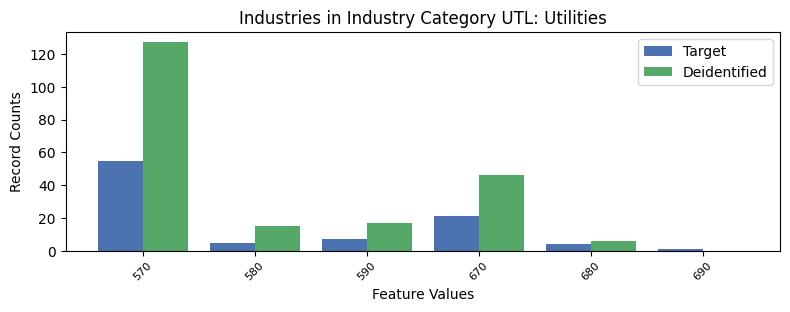 Industries in Industry Category UTL: Utilities
Target
Deidentified
Record Counts
120
100
80
60
40
20
0
570
580
590
670
680
690
Feature Values